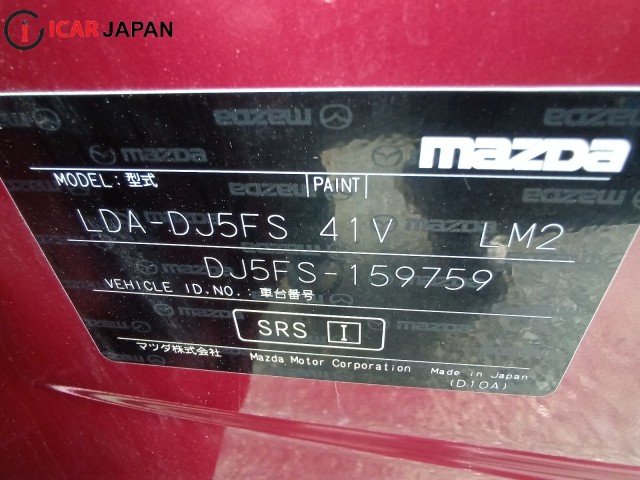 ICAR JAPAN
mazda
MODEL:型式 PAINT
LDA-DJ5FS 41V LM2
DJ5FS-159759
VEHICLE ID.NO.:車台番号
SRS I
マツダ株式会社 Mazda Motor Corporation Made in Japan
(D10A)